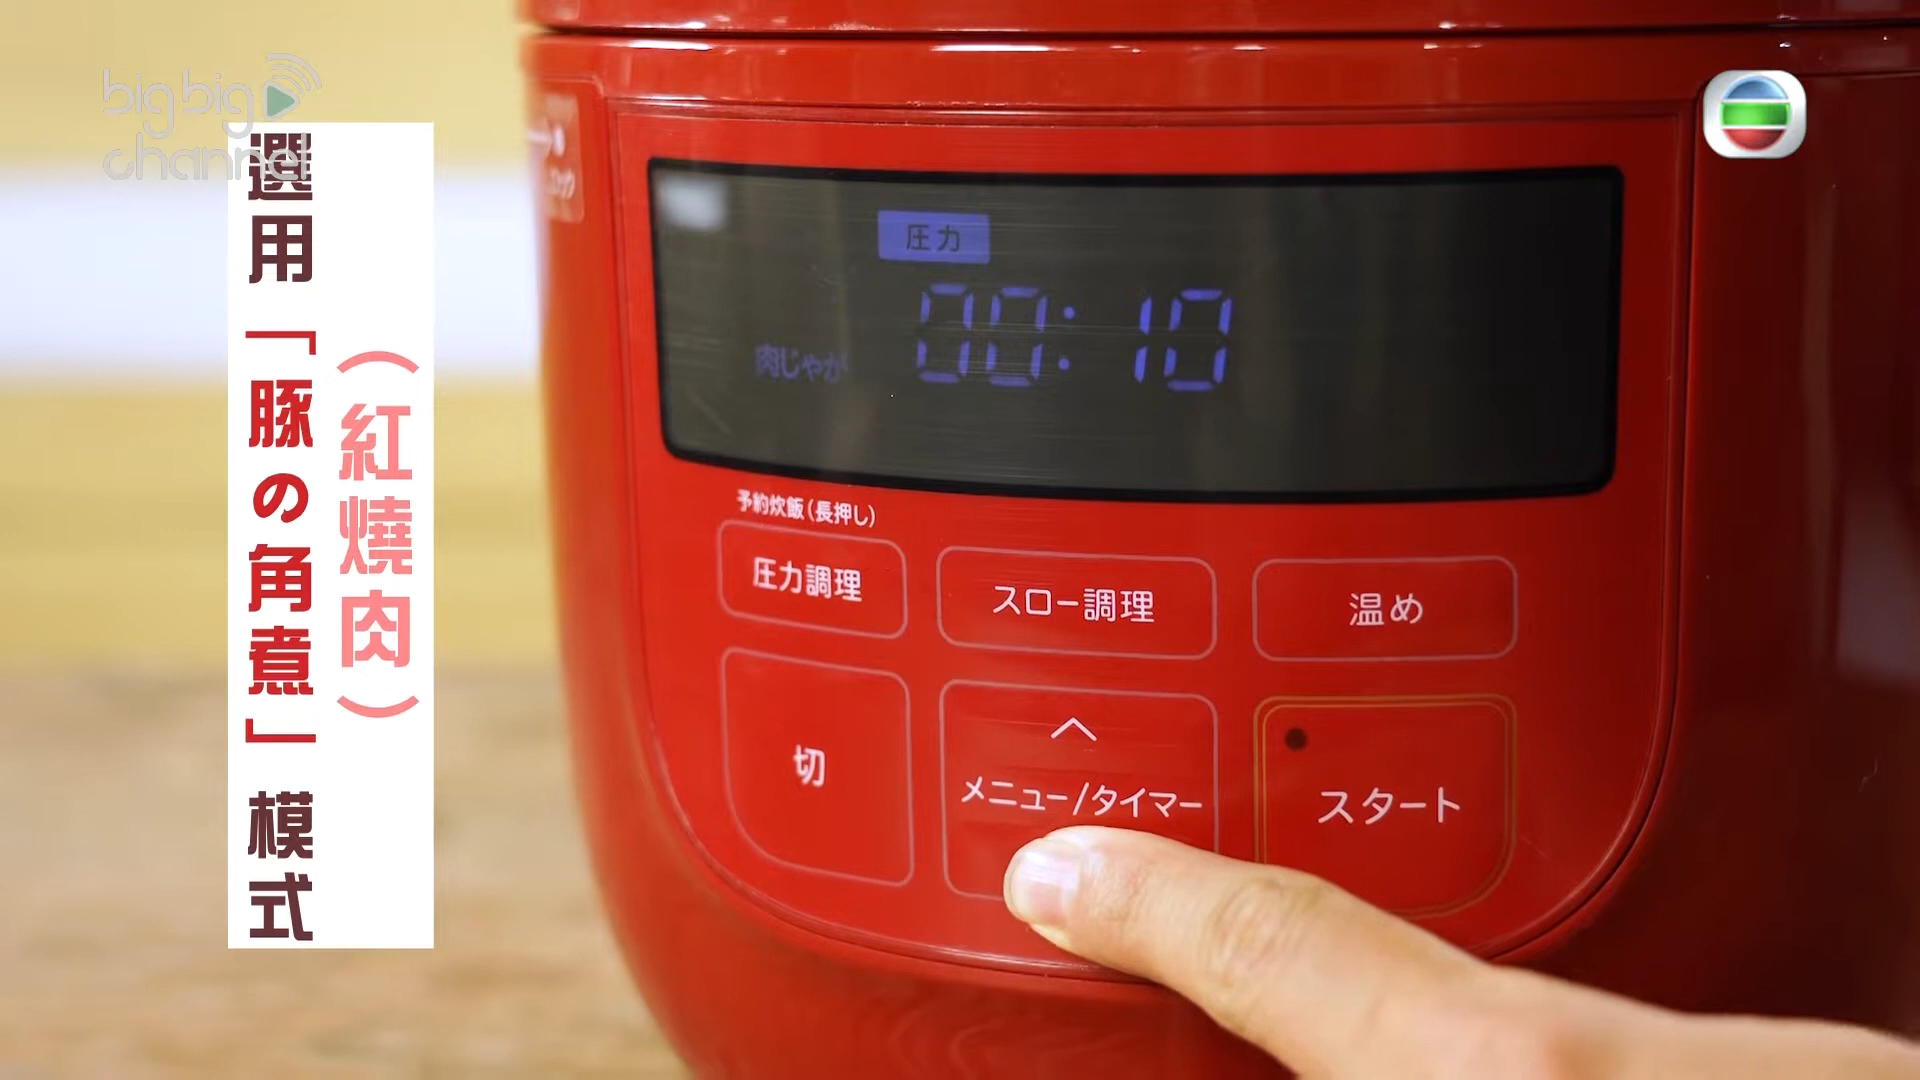 big big
channel
選用「豚の角煮」模式
（紅燒肉）
圧力
00:10
肉じゃが
予約炊飯(長押し)
圧力調理
スロー調理
温め
切
メニュー/タイマー
スタート